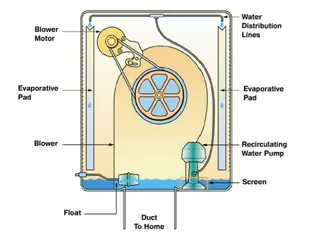 Blower
Motor
Water
Distribution
Lines
Evaporative
Pad
Evaporative
Pad
Blower
Recirculating
Water Pump
Screen
Float
Duct
To Home